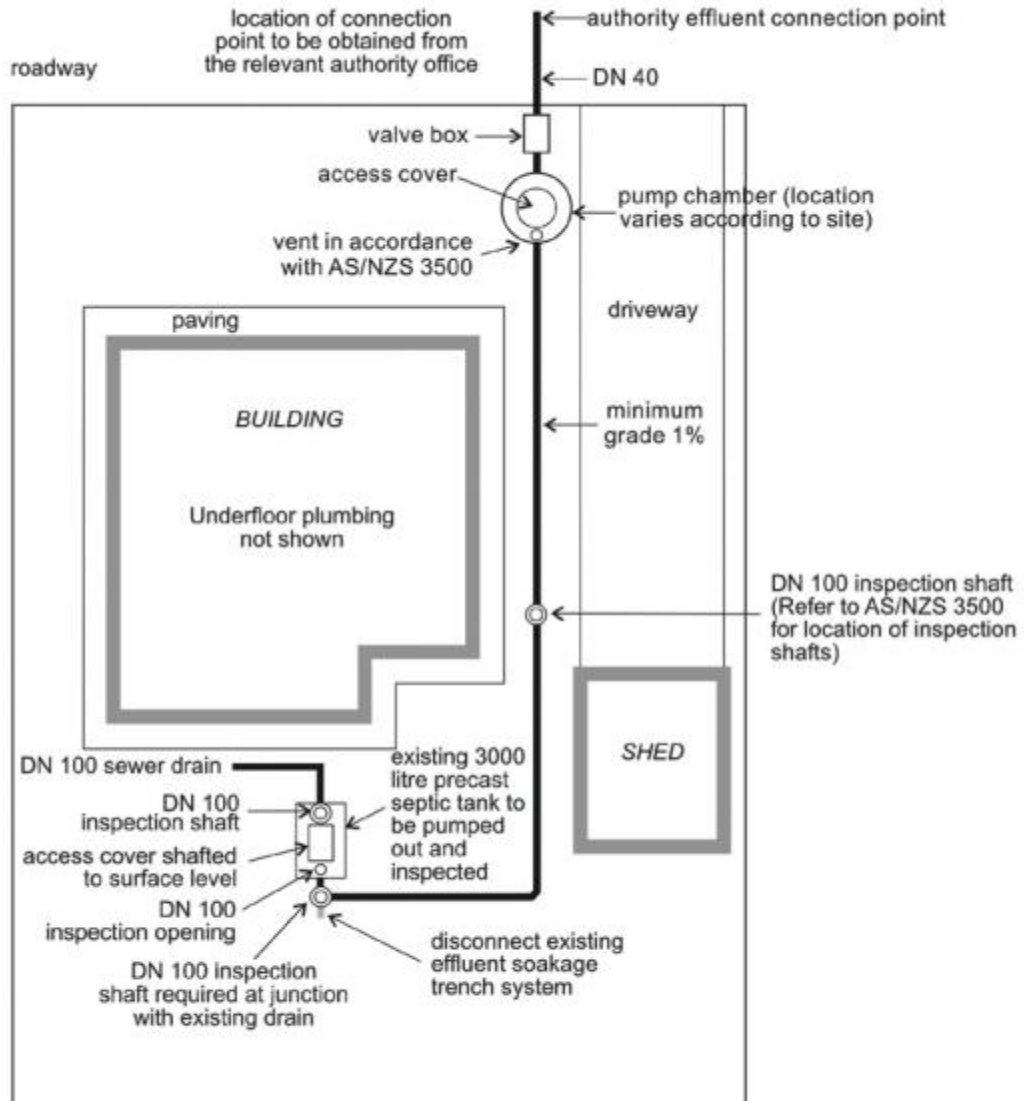 location of connection
point to be obtained from
the relevant authority office
authority effluent connection point
roadway
DN 40
valve box
access cover
pump chamber (location
varies according to site)
vent in accordance
with AS/NZS 3500
paving
driveway
BUILDING
minimum
grade 1%
Underfloor plumbing
not shown
DN 100 inspection shaft
(Refer to AS/NZS 3500
for location of inspection
shafts)
SHED
DN 100 sewer drain
existing 3000
litre precast
septic tank to
be pumped
out and
inspected
DN 100
inspection shaft
access cover shafted
to surface level
DN 100
inspection opening
disconnect existing
effluent soakage
trench system
DN 100 inspection
shaft required at junction
with existing drain